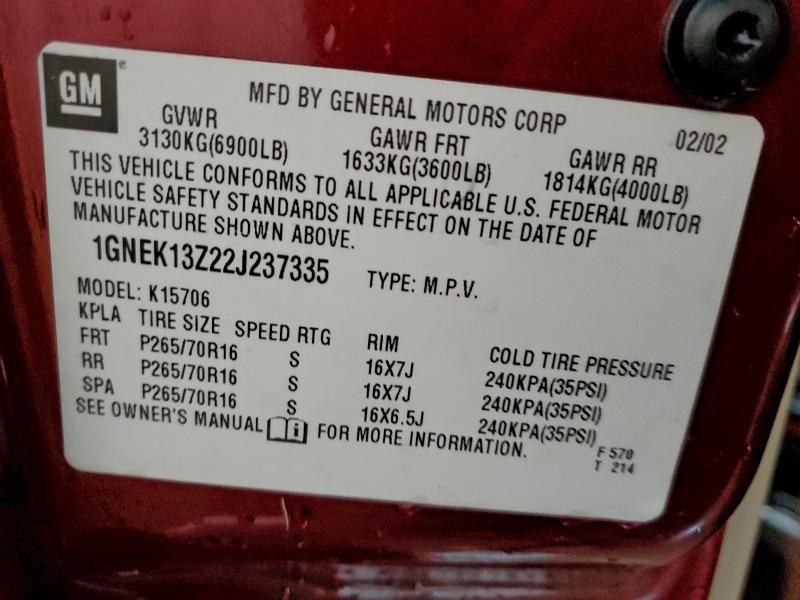 GM
MFD BY GENERAL MOTORS CORP 02/02
GVWR GAWR FRT GAWR RR
3130KG(6900LB) 1633KG(3600LB) 1814KG(4000LB)
THIS VEHICLE CONFORMS TO ALL APPLICABLE U.S. FEDERAL MOTOR
VEHICLE SAFETY STANDARDS IN EFFECT ON THE DATE OF
MANUFACTURE SHOWN ABOVE.
1GNEK13Z22J237335 TYPE: M.P.V.
MODEL: K15706
KPLA TIRE SIZE SPEED RTG RIM COLD TIRE PRESSURE
FRT P265/70R16 S 16X7J 240KPA(35PSI)
RR P265/70R16 S 16X7J 240KPA(35PSI)
SPA P265/70R16 S 16X6.5J 240KPA(35PSI)
SEE OWNER'S MANUAL i FOR MORE INFORMATION.
F 570
T 214